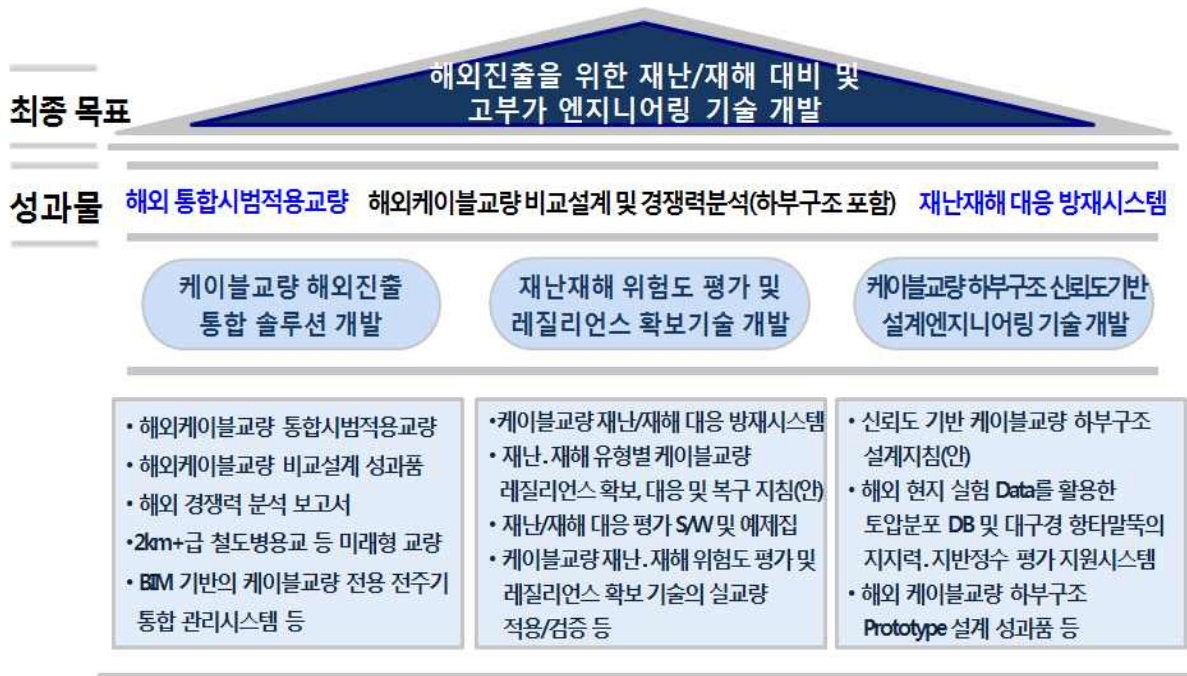 해외진출을 위한 재난/재해 대비 및
고부가 엔지니어링 기술 개발
최종 목표
성과물
해외 통합시범적용교량 해외케이블교량 비교설계 및 경쟁력분석(하부구조 포함) 재난재해 대응 방재시스템
케이블교량 해외진출
통합 솔루션 개발
재난재해 위험도 평가 및
레질리언스 확보기술 개발
케이블교량 하부구조 신뢰도기반
설계엔지니어링 기술 개발
• 해외케이블교량 통합시범적용교량
• 해외케이블교량 비교설계 성과품
• 해외 경쟁력 분석 보고서
•2km+급 철도병용교 등 미래형 교량
• BIM 기반의 케이블교량 전용 전주기
통합 관리시스템 등
•케이블교량 재난/재해 대응 방재시스템
• 재난.재해 유형별 케이블교량
레질리언스 확보, 대응 및 복구 지침(안)
• 재난/재해 대응 평가 S/W 및 예제집
• 케이블교량 재난.재해 위험도 평가 및
레질리언스 확보 기술의 실교량
적용/검증 등
• 신뢰도 기반 케이블교량 하부구조
설계지침(안)
• 해외 현지 실험 Data를 활용한
토압분포 DB 및 대구경 항타말뚝의
지지력.지반정수 평가 지원시스템
• 해외 케이블교량 하부구조
Prototype 설계 성과품 등